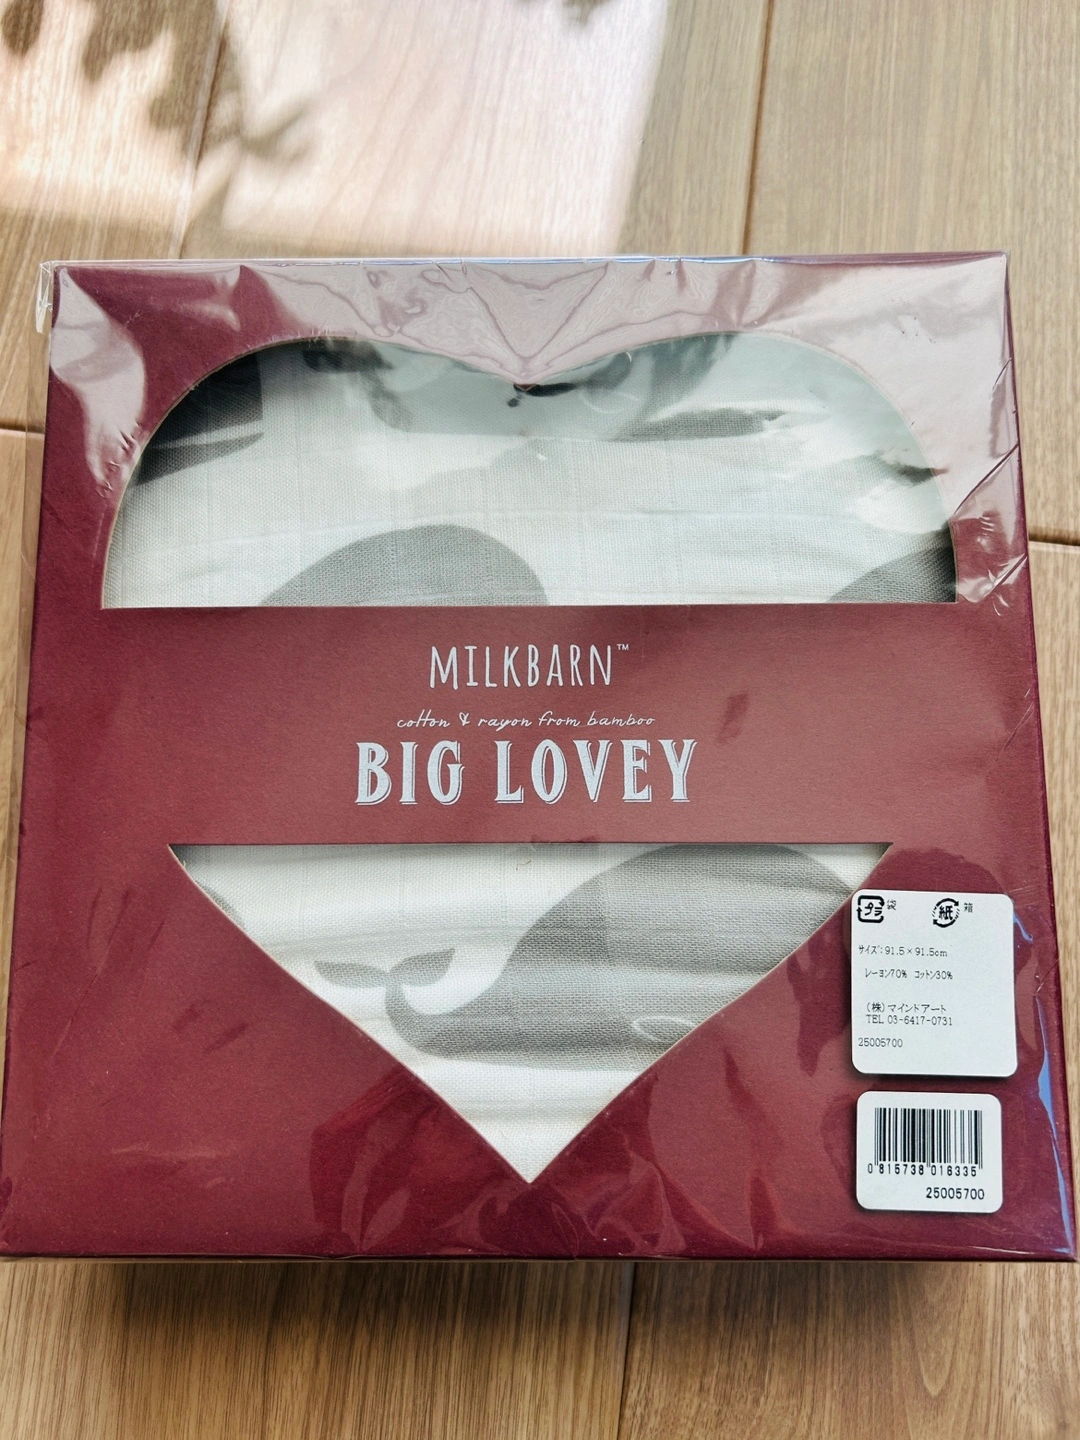 MILKBARN™
cotton & rayon from bamboo
BIG LOVEY
プラ 袋 紙 箱
サイズ:91.5×91.5cm
レーヨン70% コットン30%
(株)マインドアート
TEL 03-6417-0731
25005700
0 815738 016335
25005700